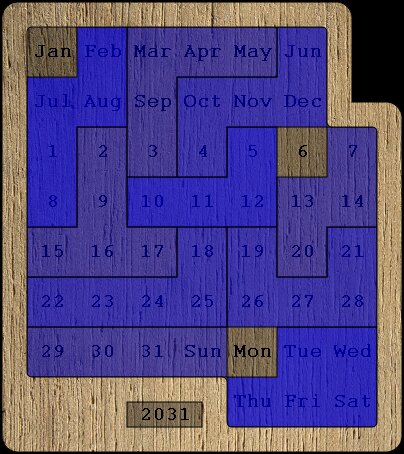 Jan Feb Mar Apr May Jun
Jul Aug Sep Oct Nov Dec
1 2 3 4 5 6 7
8 9 10 11 12 13 14
15 16 17 18 19 20 21
22 23 24 25 26 27 28
29 30 31 Sun Mon Tue Wed
Thu Fri Sat
2031